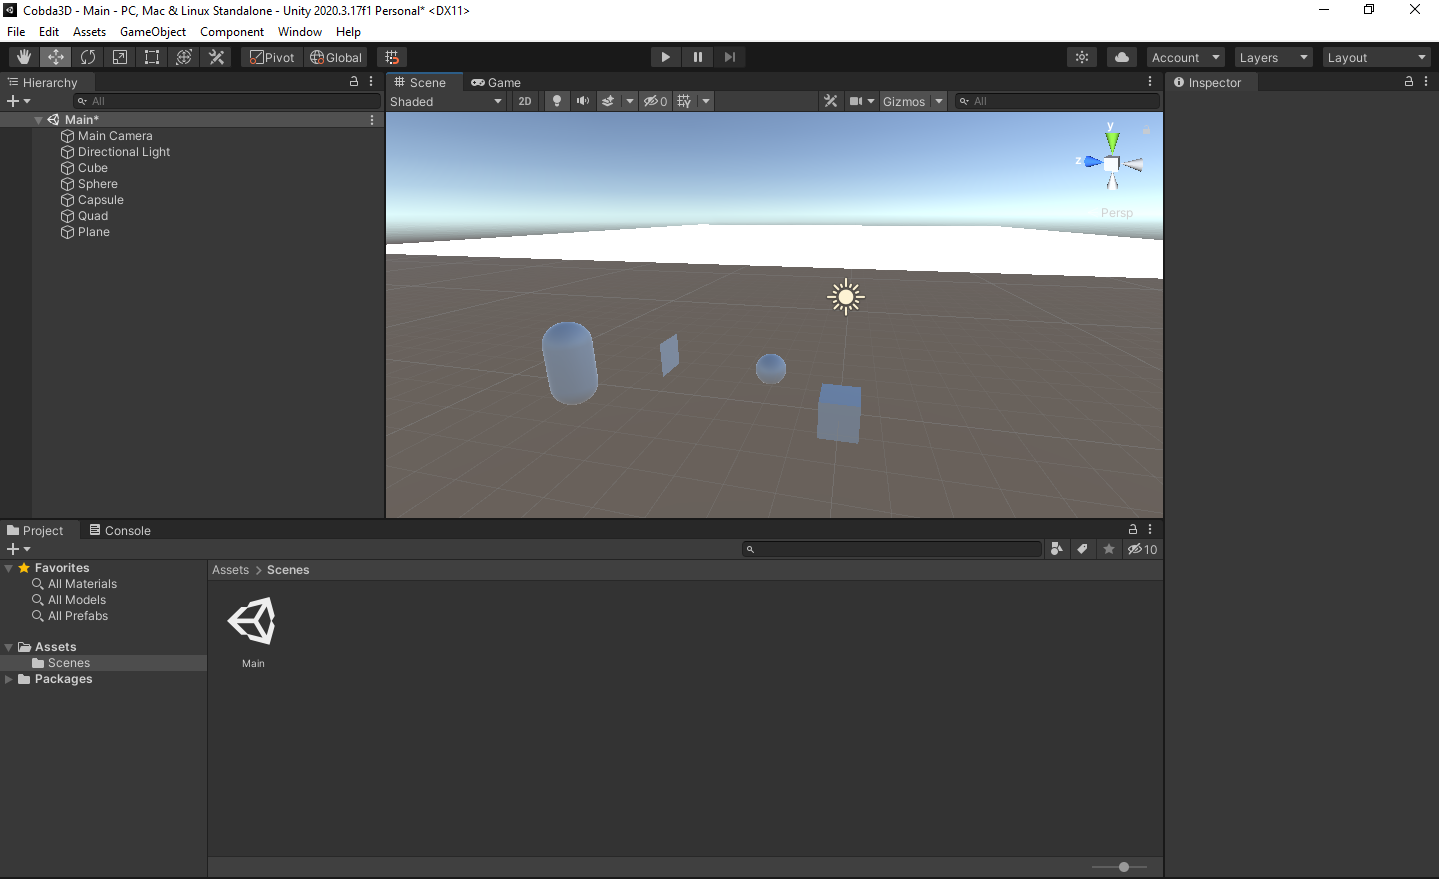 Cobda3D - Main - PC, Mac & Linux Standalone - Unity 2020.3.17f1 Personal* <DX11>
File Edit Assets GameObject Component Window Help
Pivot Global Account Layers Layout
Hierarchy
All
Main*
Main Camera
Directional Light
Cube
Sphere
Capsule
Quad
Plane
Scene Game
Shaded 2D 0 Gizmos All
y
z
Persp
Inspector
Project Console
10
Favorites
All Materials
All Models
All Prefabs
Assets
Scenes
Packages
Assets > Scenes
Main